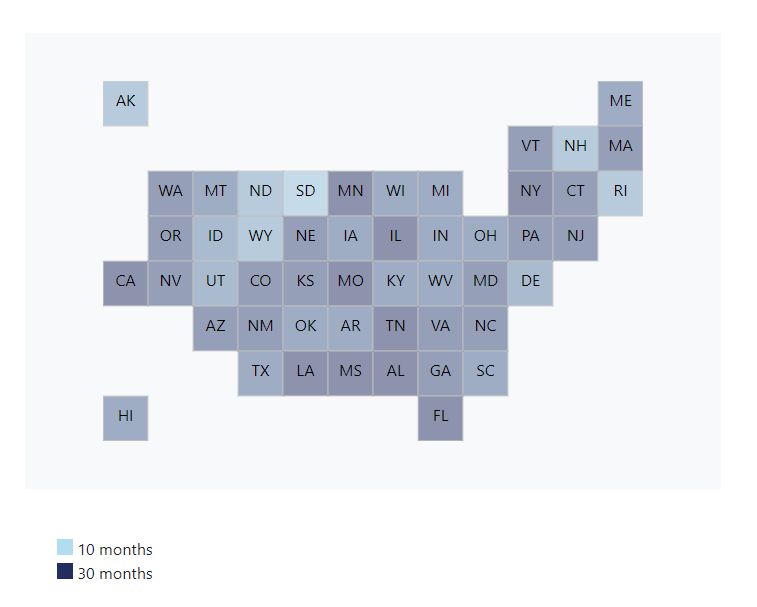 AK ME
VT NH MA
WA MT ND SD MN WI MI NY CT RI
OR ID WY NE IA IL IN OH PA NJ
CA NV UT CO KS MO KY WV MD DE
AZ NM OK AR TN VA NC
TX LA MS AL GA SC
HI FL
10 months
30 months